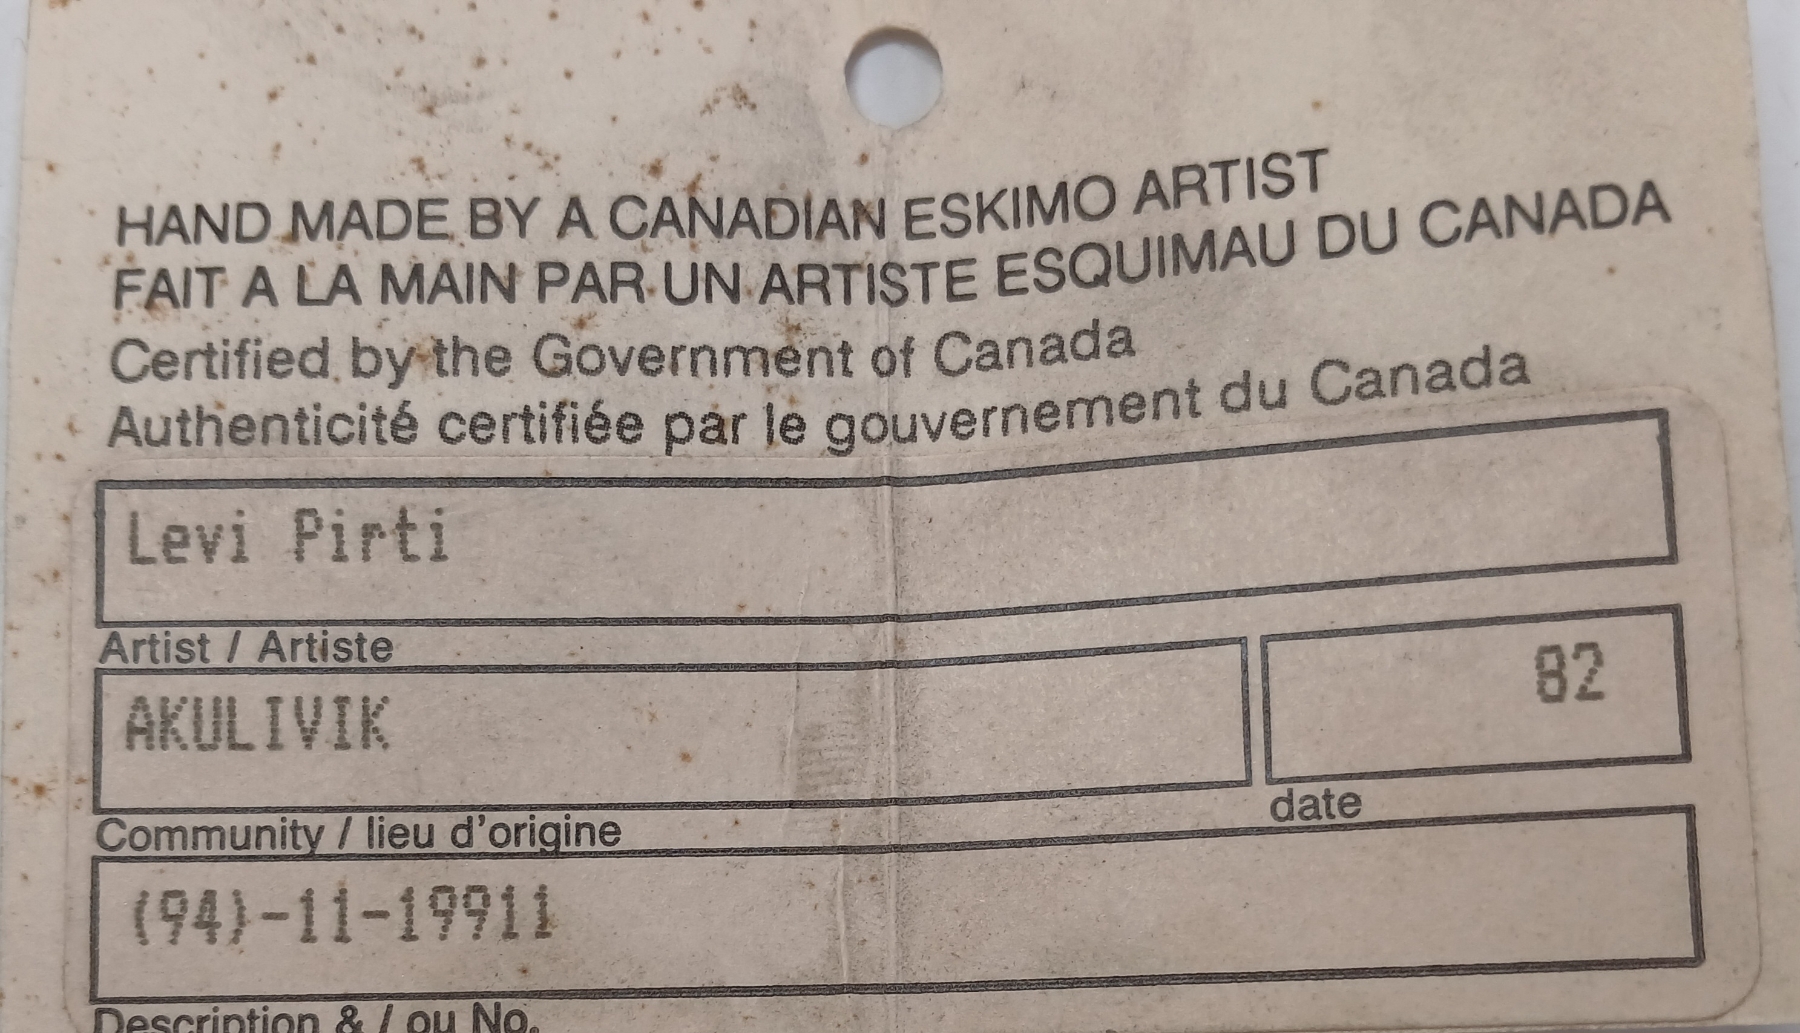 HAND MADE BY A CANADIAN ESKIMO ARTIST
FAIT A LA MAIN PAR UN ARTISTE ESQUIMAU DU CANADA
Certified by the Government of Canada
Authenticité certifiée par le gouvernement du Canada
Levi Pirti
Artist / Artiste
AKULIVIK
82
Community / lieu d'origine
date
(94)-11-19911
Description & / ou No.